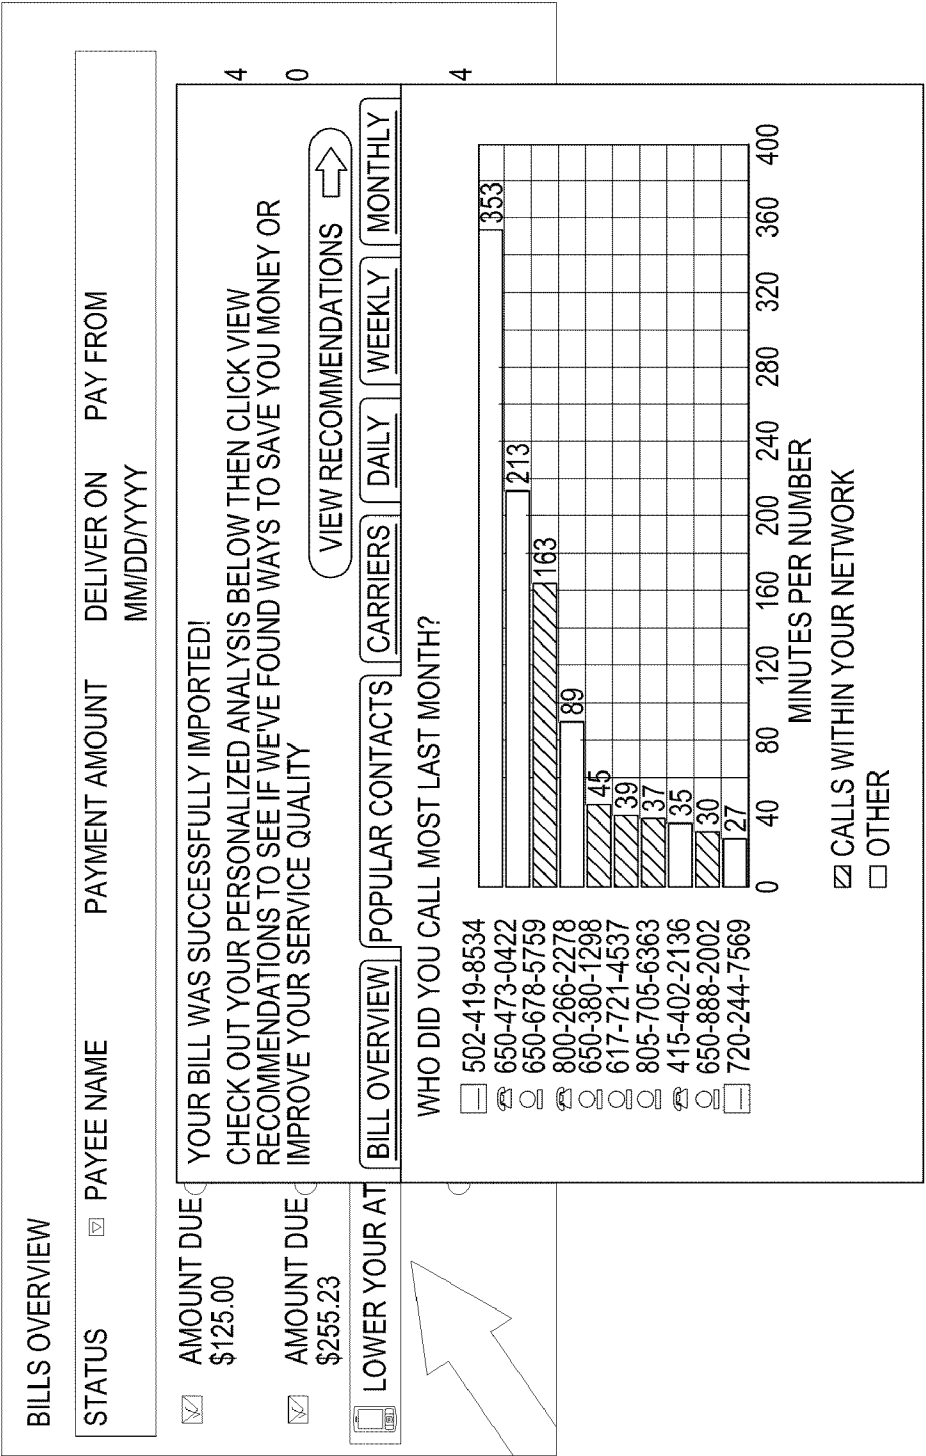 BILLS OVERVIEW
STATUS PAYEE NAME PAYMENT AMOUNT DELIVER ON PAY FROM
MM/DD/YYYY
AMOUNT DUE
$125.00
4
AMOUNT DUE
$255.23
0
LOWER YOUR AT
4
YOUR BILL WAS SUCCESSFULLY IMPORTED!
CHECK OUT YOUR PERSONALIZED ANALYSIS BELOW THEN CLICK VIEW
RECOMMENDATIONS TO SEE IF WE'VE FOUND WAYS TO SAVE YOU MONEY OR
IMPROVE YOUR SERVICE QUALITY
VIEW RECOMMENDATIONS
BILL OVERVIEW POPULAR CONTACTS CARRIERS DAILY WEEKLY MONTHLY
WHO DID YOU CALL MOST LAST MONTH?
502-419-8534 353
650-473-0422 213
650-678-5759 163
800-266-2278 89
650-380-1298 45
617-721-4537 39
805-705-6363 37
415-402-2136 35
650-888-2002 30
720-244-7569 27
0 40 80 120 160 200 240 280 320 360 400
MINUTES PER NUMBER
CALLS WITHIN YOUR NETWORK
OTHER